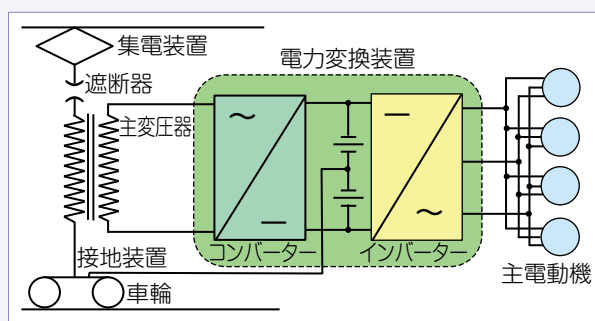 集電装置
遮断器
主変圧器
電力変換装置
コンバーター
インバーター
接地装置
車輪
主電動機